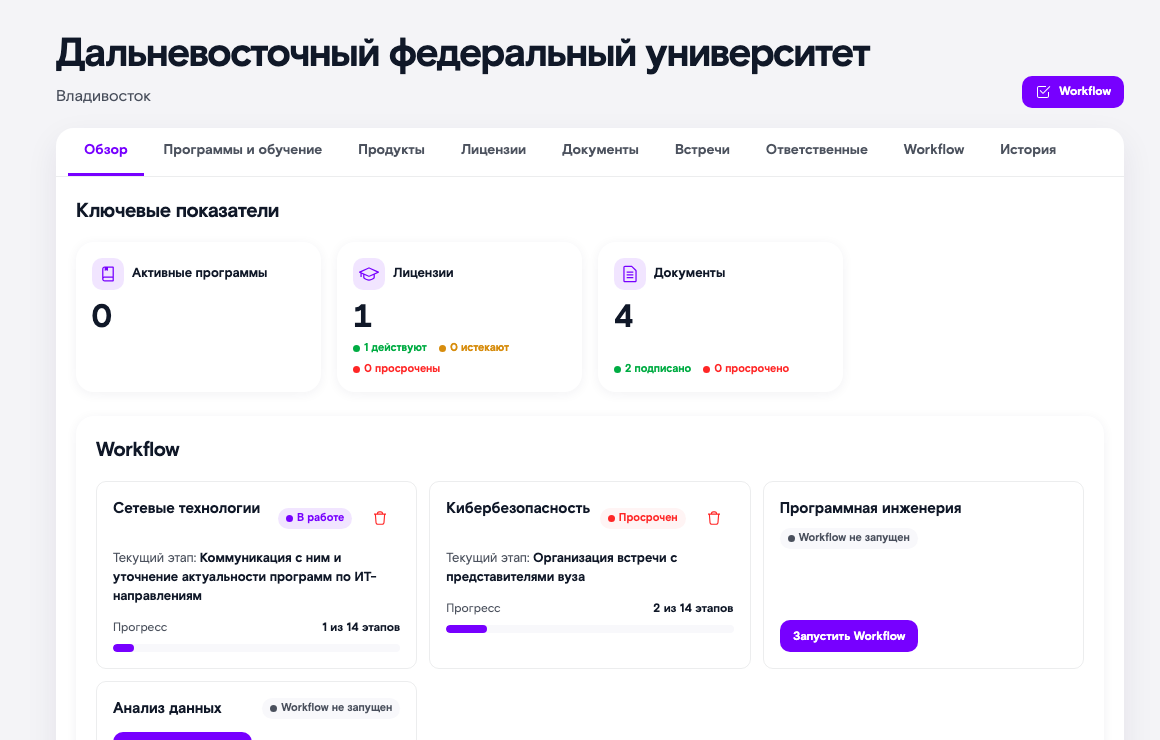 Дальневосточный федеральный университет
Владивосток
Workflow
Обзор
Программы и обучение
Продукты
Лицензии
Документы
Встречи
Ответственные
Workflow
История
Ключевые показатели
Активные программы
0
Лицензии
1
1 действуют
0 истекают
0 просрочены
Документы
4
2 подписано
0 просрочено
Workflow
Сетевые технологии
В работе
Текущий этап: Коммуникация с ним и
уточнение актуальности программ по ИТ-
направлениям
Прогресс
1 из 14 этапов
Кибербезопасность
Просрочен
Текущий этап: Организация встречи с
представителями вуза
Прогресс
2 из 14 этапов
Программная инженерия
Workflow не запущен
Запустить Workflow
Анализ данных
Workflow не запущен